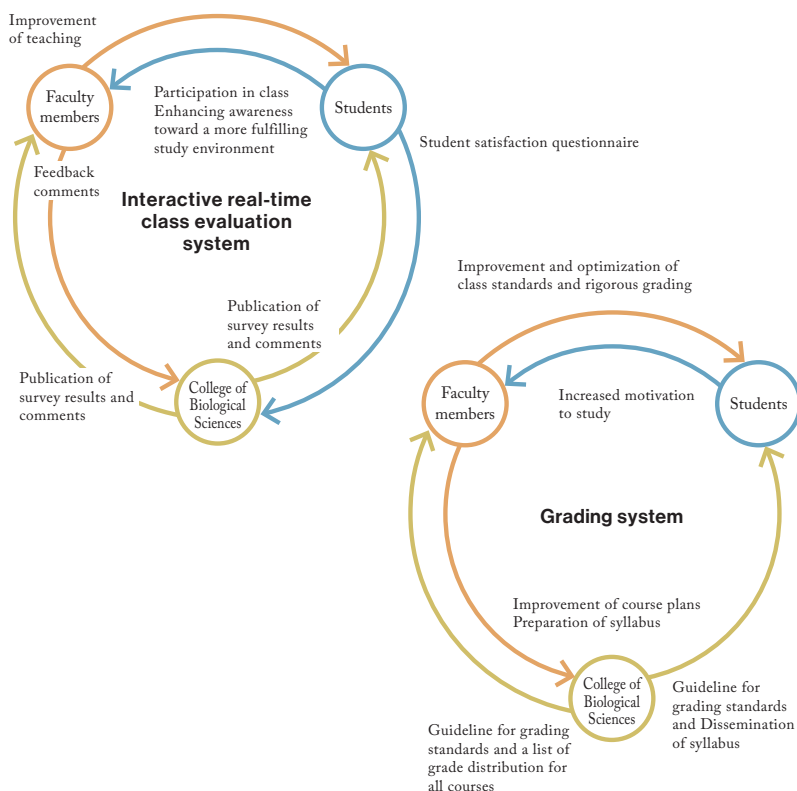 Improvement
of teaching
Faculty
members
Participation in class
Enhancing awareness
toward a more fulfilling
study environment
Students
Student satisfaction questionnaire
Feedback
comments
Interactive real-time
class evaluation
system
Publication of
survey results
and comments
Publication of
survey results and
comments
College of
Biological
Sciences
Improvement and optimization of
class standards and rigorous grading
Faculty
members
Increased motivation
to study
Students
Grading system
Improvement of course plans
Preparation of syllabus
College of
Biological
Sciences
Guideline for
grading standards
and Dissemination
of syllabus
Guideline for grading
standards and a list of
grade distribution for
all courses